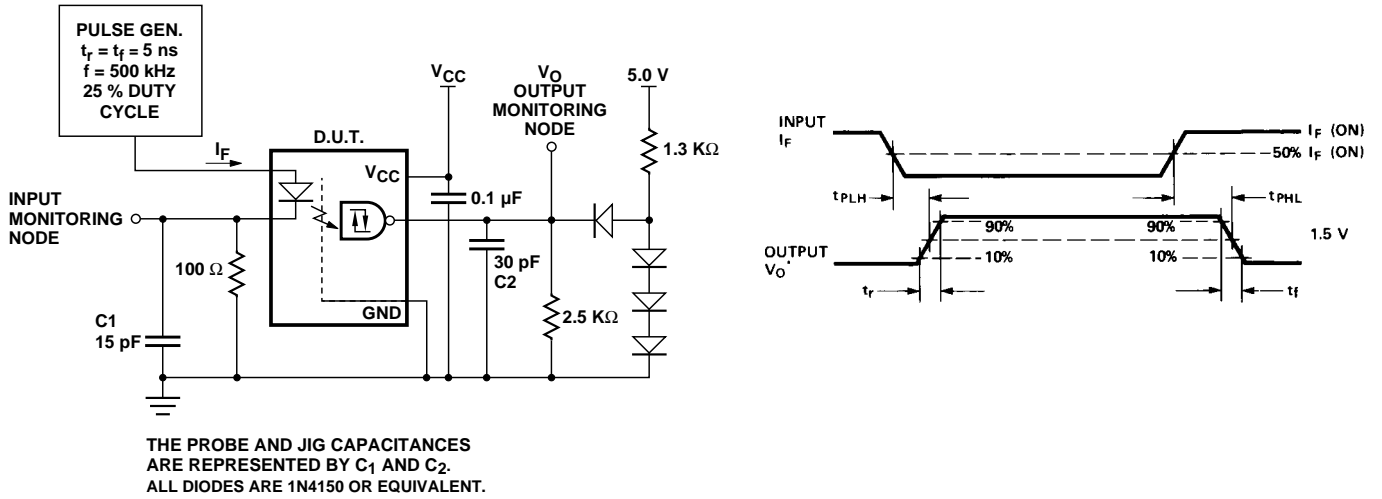 PULSE GEN.
tr = tf = 5 ns
f = 500 kHz
25 % DUTY
CYCLE
IF
D.U.T.
VCC
VCC
VO
OUTPUT
MONITORING
NODE
5.0 V
1.3 KΩ
0.1 µF
INPUT
MONITORING
NODE
100 Ω
30 pF
C2
2.5 KΩ
GND
C1
15 pF
THE PROBE AND JIG CAPACITANCES
ARE REPRESENTED BY C1 AND C2.
ALL DIODES ARE 1N4150 OR EQUIVALENT.
INPUT
IF
IF (ON)
50% IF (ON)
tPLH
tPHL
90%
90%
1.5 V
OUTPUT
VO
10%
10%
tr
tf